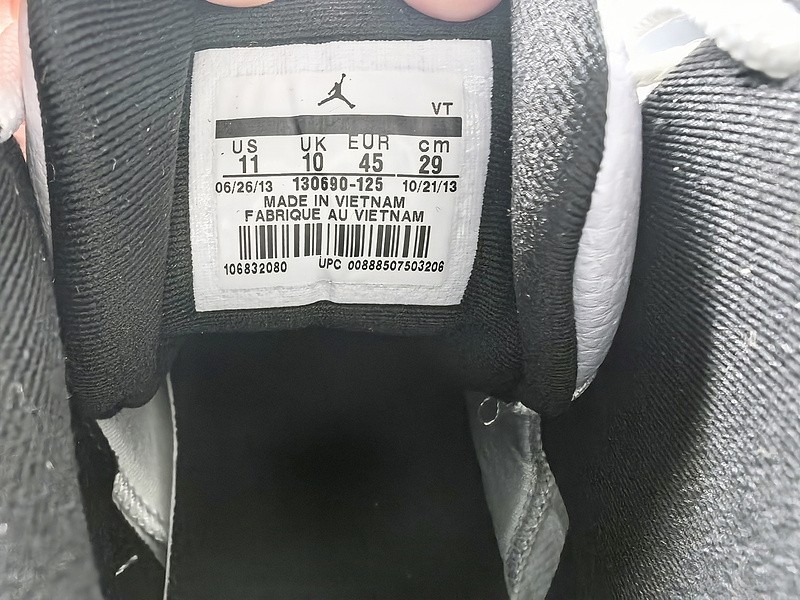 VT
US UK EUR cm
11 10 45 29
06/26/13 130690-125 10/21/13
MADE IN VIETNAM
FABRIQUE AU VIETNAM
106832080 UPC 00888507503206